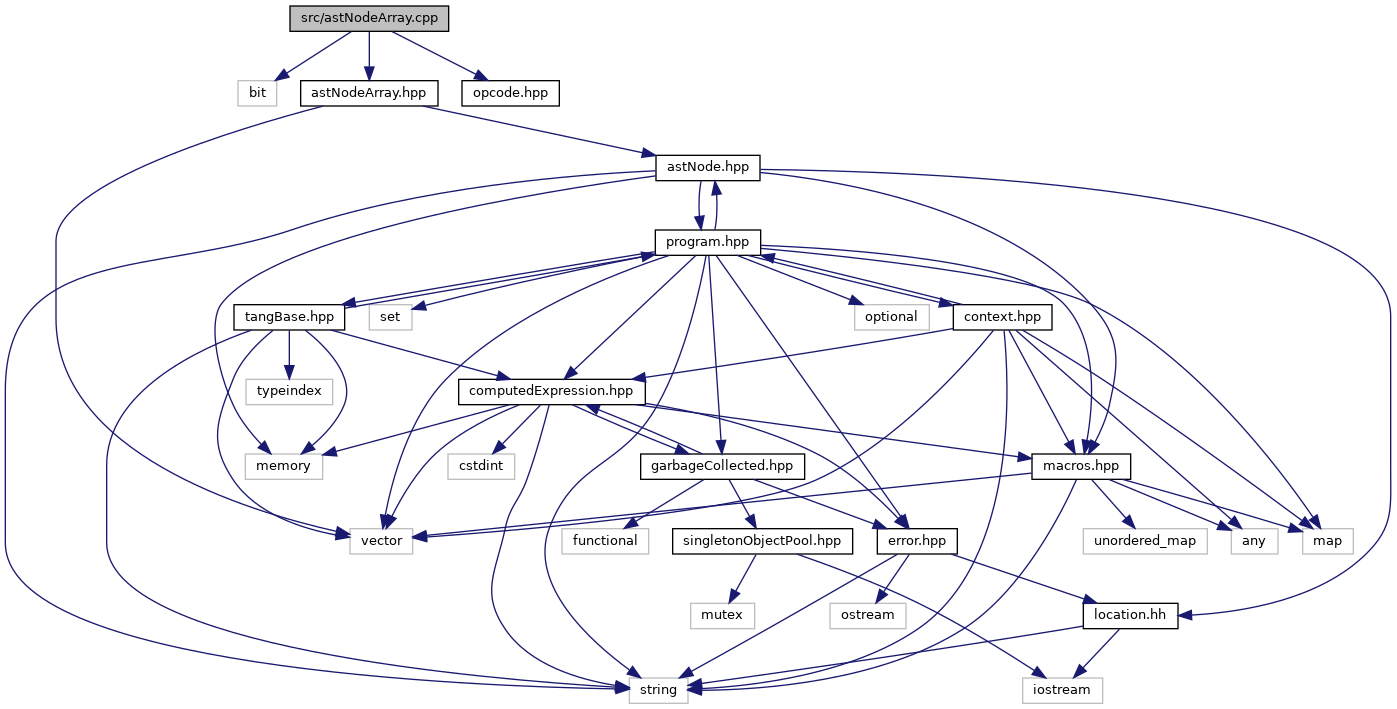 src/astNodeArray.cpp
bit
astNodeArray.hpp
opcode.hpp
astNode.hpp
program.hpp
tangBase.hpp
set
optional
context.hpp
typeindex
computedExpression.hpp
memory
cstdint
garbageCollected.hpp
macros.hpp
vector
functional
singletonObjectPool.hpp
error.hpp
unordered_map
any
map
mutex
ostream
location.hh
string
iostream